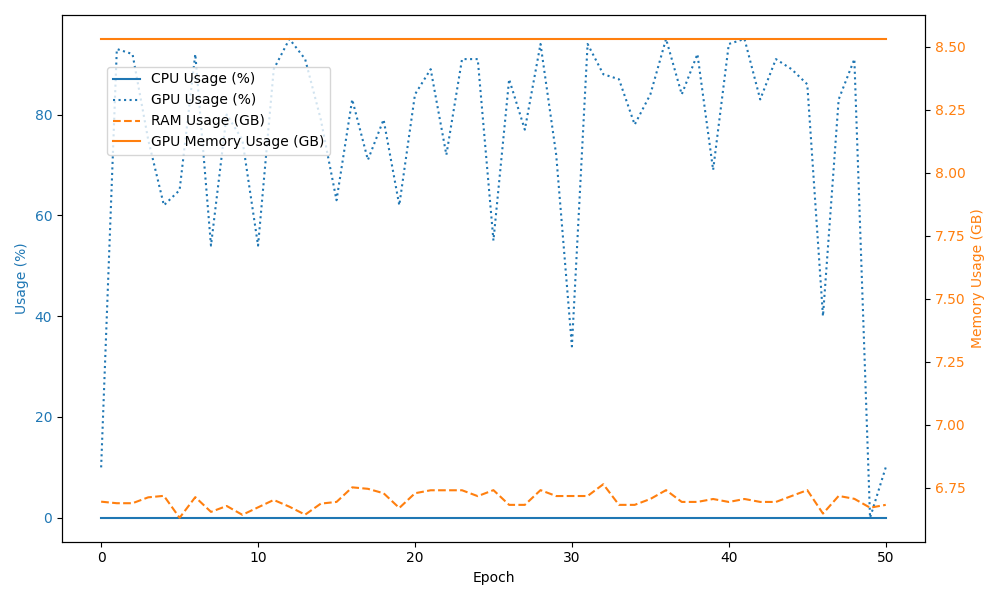 CPU Usage (%)
GPU Usage (%)
RAM Usage (GB)
GPU Memory Usage (GB)
Usage (%)
80
60
40
20
0
8.50
8.25
8.00
7.75
7.50
7.25
7.00
6.75
Memory Usage (GB)
0 10 20 30 40 50
Epoch